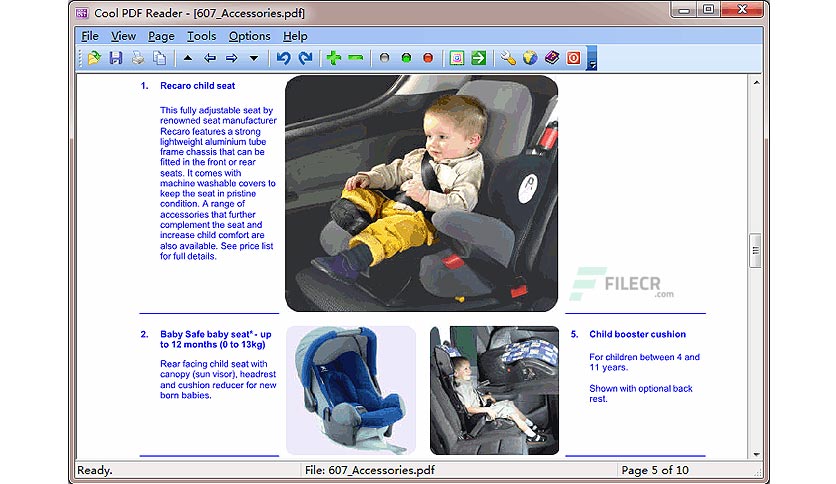 Cool PDF Reader - [607_Accessories.pdf]
File View Page Tools Options Help
1. Recaro child seat
This fully adjustable seat by
renowned seat manufacturer
Recaro features a strong
lightweight aluminium tube
frame chassis that can be
fitted in the front or rear
seats. It comes with
machine washable covers to
keep the seat in pristine
condition. A range of
accessories that further
complement the seat and
increase child comfort are
also available. See price list
for full details.
FILECR
.com
2. Baby Safe baby seat* - up
to 12 months (0 to 13kg)
Rear facing child seat with
canopy (sun visor), headrest
and cushion reducer for new
born babies.
5. Child booster cushion
For children between 4 and
11 years.
Shown with optional back
rest.
Ready.
File: 607_Accessories.pdf
Page 5 of 10